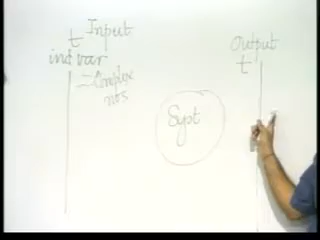 t Input
ind var
= Complex
nos
Syst
Output
t